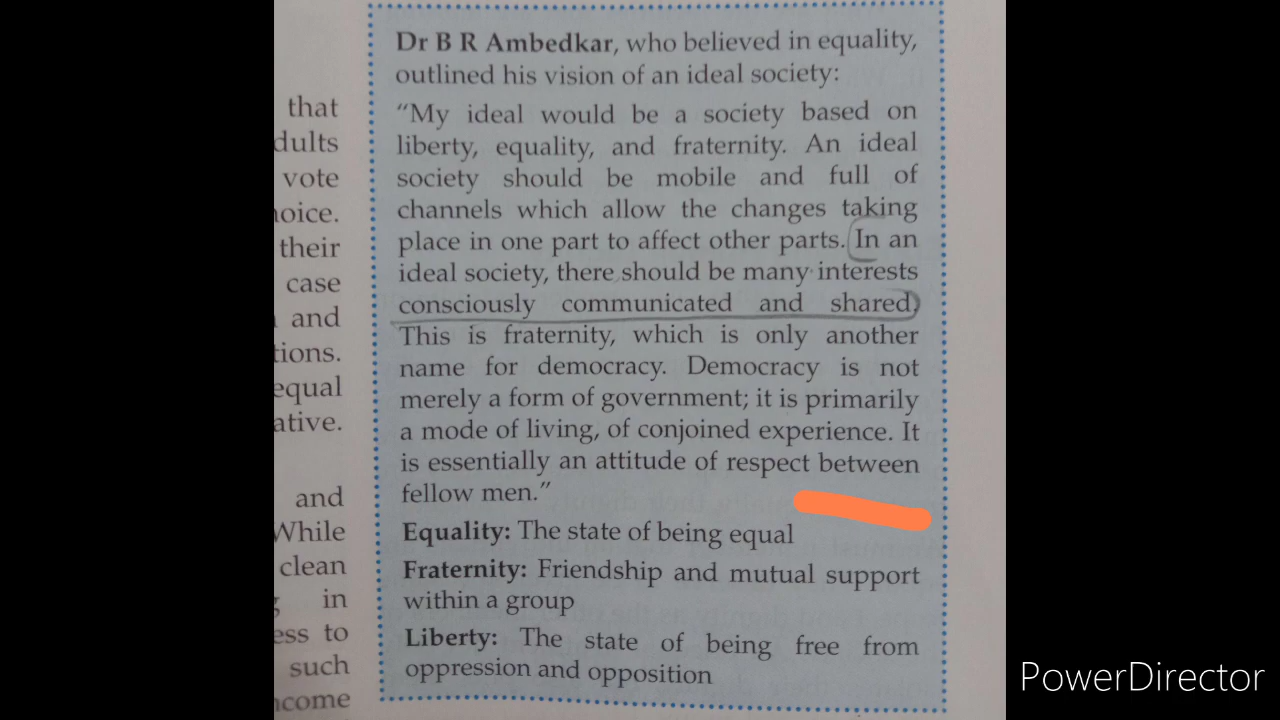 that
dults
vote
oice.
their
case
and
tions.
equal
ative.
and
While
clean
in
ess to
such
ncome
Dr B R Ambedkar, who believed in equality,
outlined his vision of an ideal society:
“My ideal would be a society based on
liberty, equality, and fraternity. An ideal
society should be mobile and full of
channels which allow the changes taking
place in one part to affect other parts. In an
ideal society, there should be many interests
consciously communicated and shared.
This is fraternity, which is only another
name for democracy. Democracy is not
merely a form of government; it is primarily
a mode of living, of conjoined experience. It
is essentially an attitude of respect between
fellow men.”
Equality: The state of being equal
Fraternity: Friendship and mutual support
within a group
Liberty: The state of being free from
oppression and opposition
PowerDirector